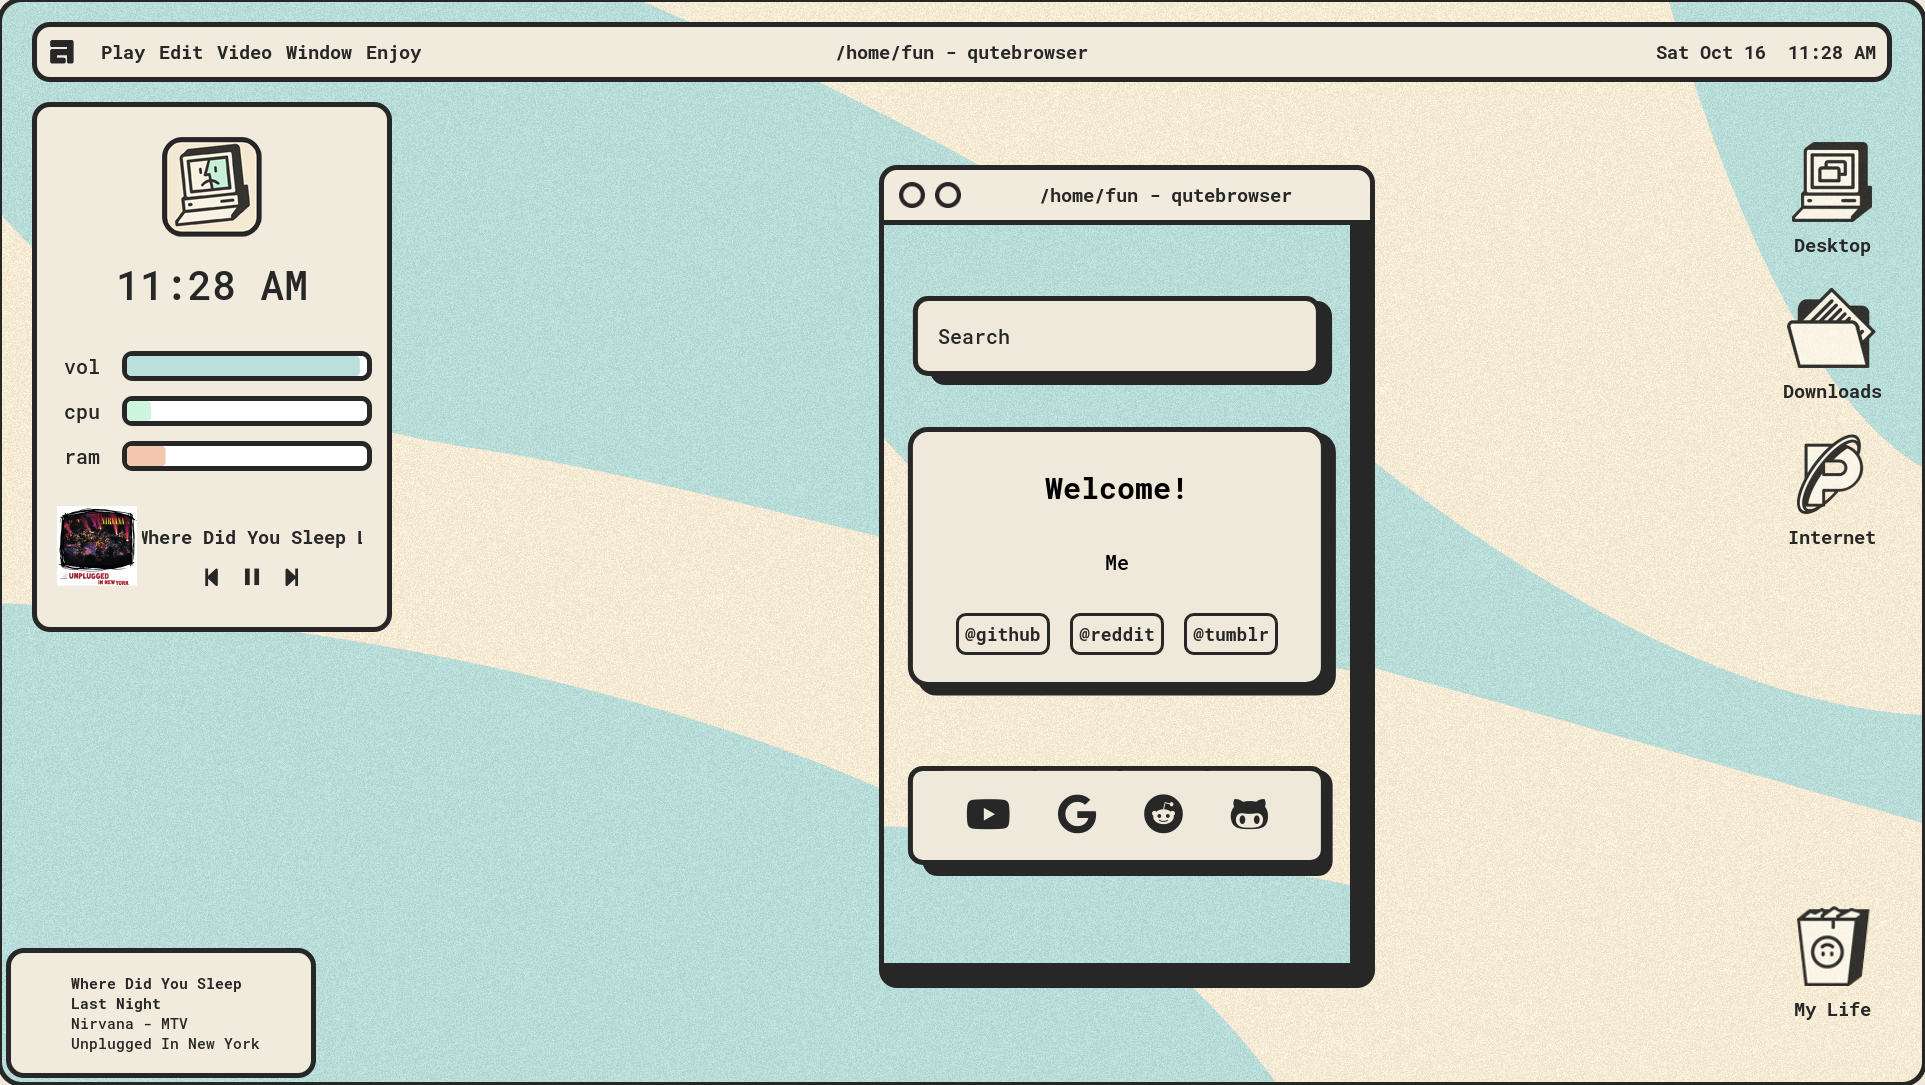 Play Edit Video Window Enjoy
/home/fun - qutebrowser
Sat Oct 16 11:28 AM
11:28 AM
vol
cpu
ram
NIRVANA
UNPLUGGED
IN NEW YORK
Where Did You Sleep L
/home/fun - qutebrowser
Search
Welcome!
Me
@github @reddit @tumblr
Desktop
Downloads
Internet
My Life
Where Did You Sleep
Last Night
Nirvana - MTV
Unplugged In New York